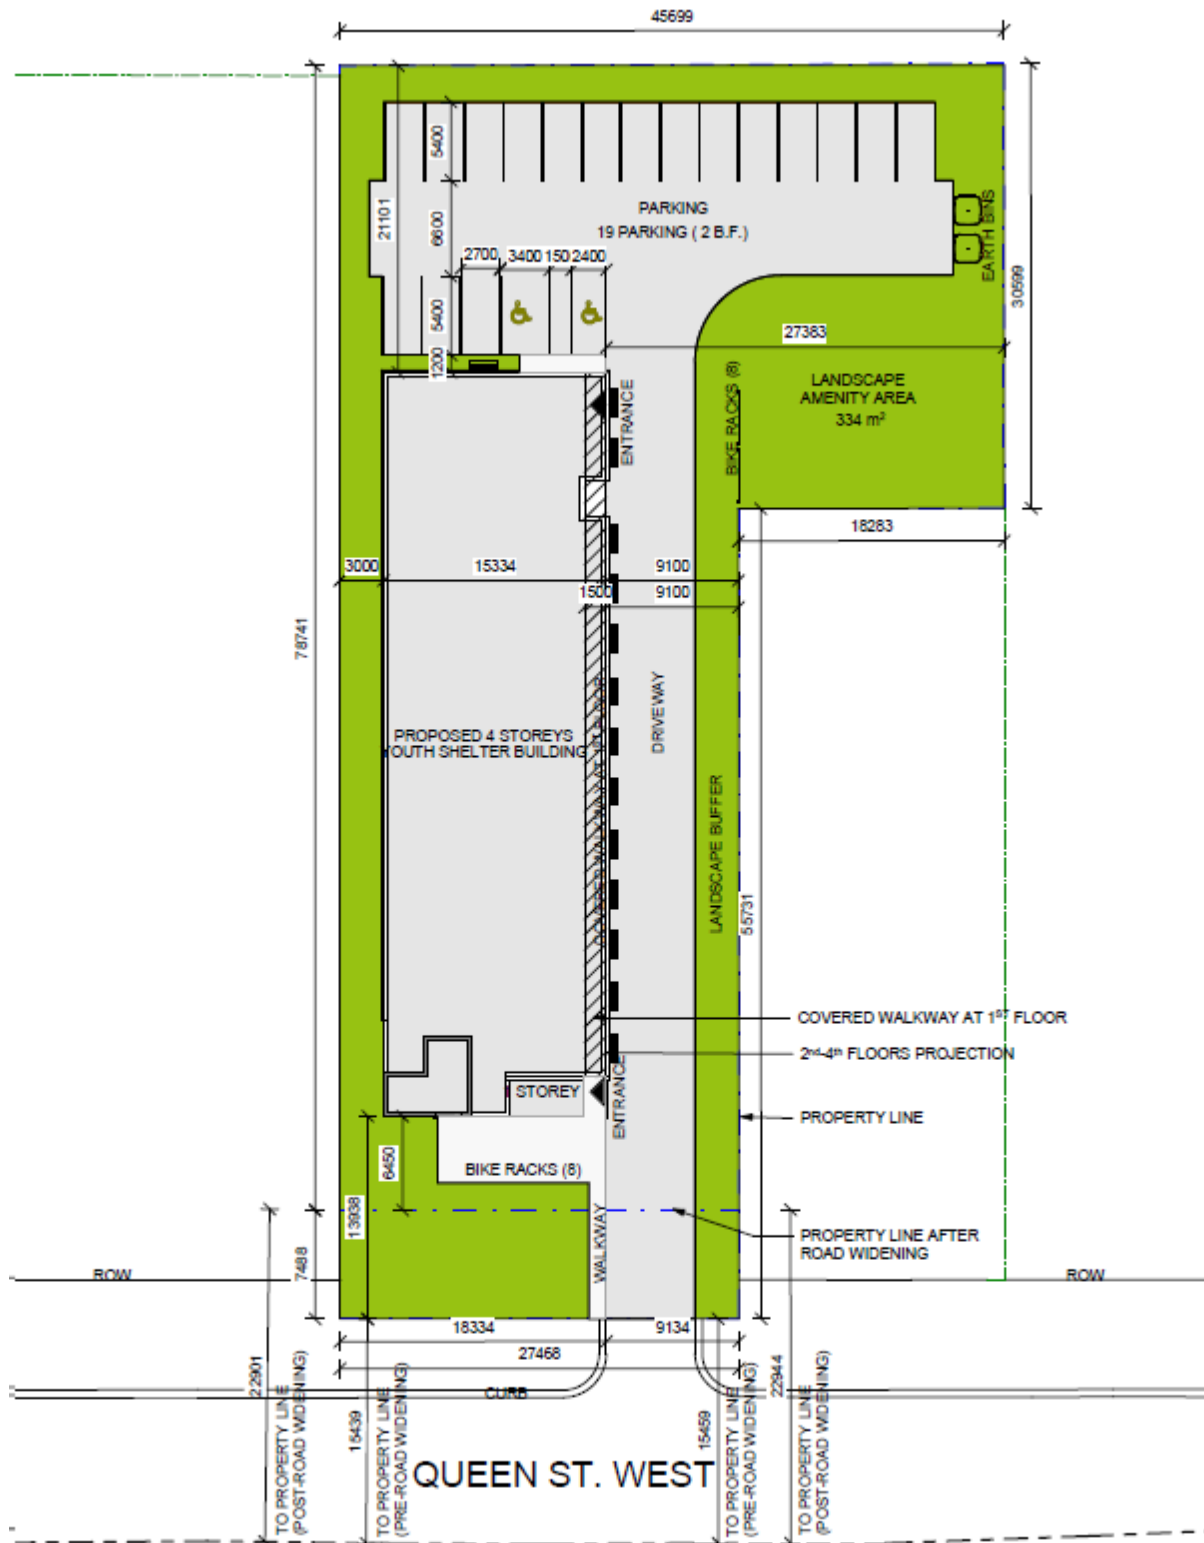 45699
5400
21101
6600
PARKING
19 PARKING ( 2 B.F.)
EARTH BINS
30599
2700
3400
150
2400
5400
1200
27383
ENTRANCE
BIKE RACKS (8)
LANDSCAPE
AMENITY AREA
334 m²
18283
3000
15334
9100
1500
9100
78741
DRIVEWAY
PROPOSED 4 STOREYS
YOUTH SHELTER BUILDING
COVERED WALKWAY AT 1ST FLOOR
LANDSCAPE BUFFER
55731
COVERED WALKWAY AT 1ST FLOOR
2nd-4th FLOORS PROJECTION
STOREY
ENTRANCE
PROPERTY LINE
6450
BIKE RACKS (8)
13938
7488
WALKWAY
PROPERTY LINE AFTER
ROAD WIDENING
ROW
ROW
18334
9134
27468
CURB
22901
TO PROPERTY LINE
(POST-ROAD WIDENING)
15439
TO PROPERTY LINE
(PRE-ROAD WIDENING)
15459
TO PROPERTY LINE
(PRE-ROAD WIDENING)
22944
TO PROPERTY LINE
(POST-ROAD WIDENING)
QUEEN ST. WEST